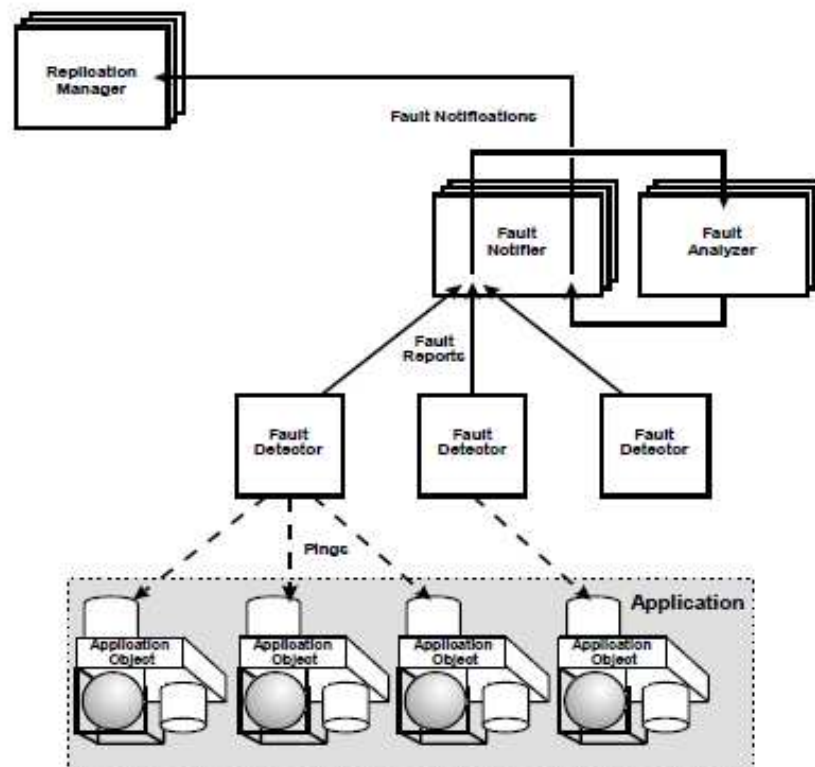 Replication
Manager
Fault Notifications
Fault
Notifier
Fault
Analyzer
Fault
Reports
Fault
Detector
Fault
Detector
Fault
Detector
Pings
Application
Application
Object
Application
Object
Application
Object
Application
Object